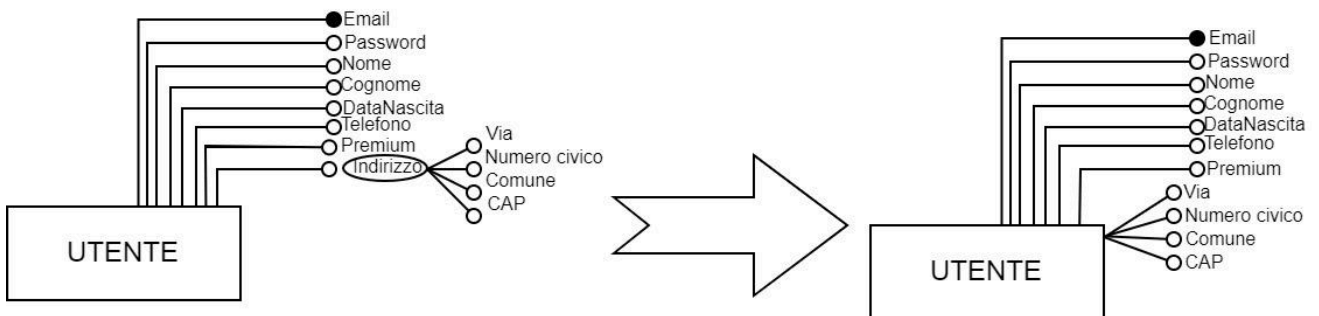 Email
Password
Nome
Cognome
DataNascita
Telefono
Premium
Indirizzo
Via
Numero civico
Comune
CAP
UTENTE
Email
Password
Nome
Cognome
DataNascita
Telefono
Premium
Via
Numero civico
Comune
CAP
UTENTE